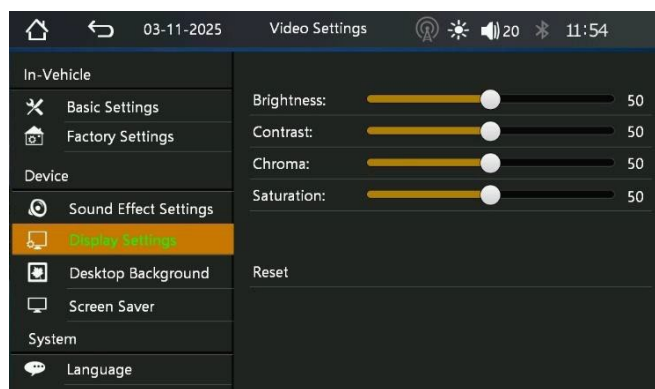 03-11-2025 Video Settings 20 11:54
In-Vehicle
Basic Settings
Factory Settings
Device
Sound Effect Settings
Display Settings
Desktop Background
Screen Saver
System
Language
Brightness: 50
Contrast: 50
Chroma: 50
Saturation: 50
Reset